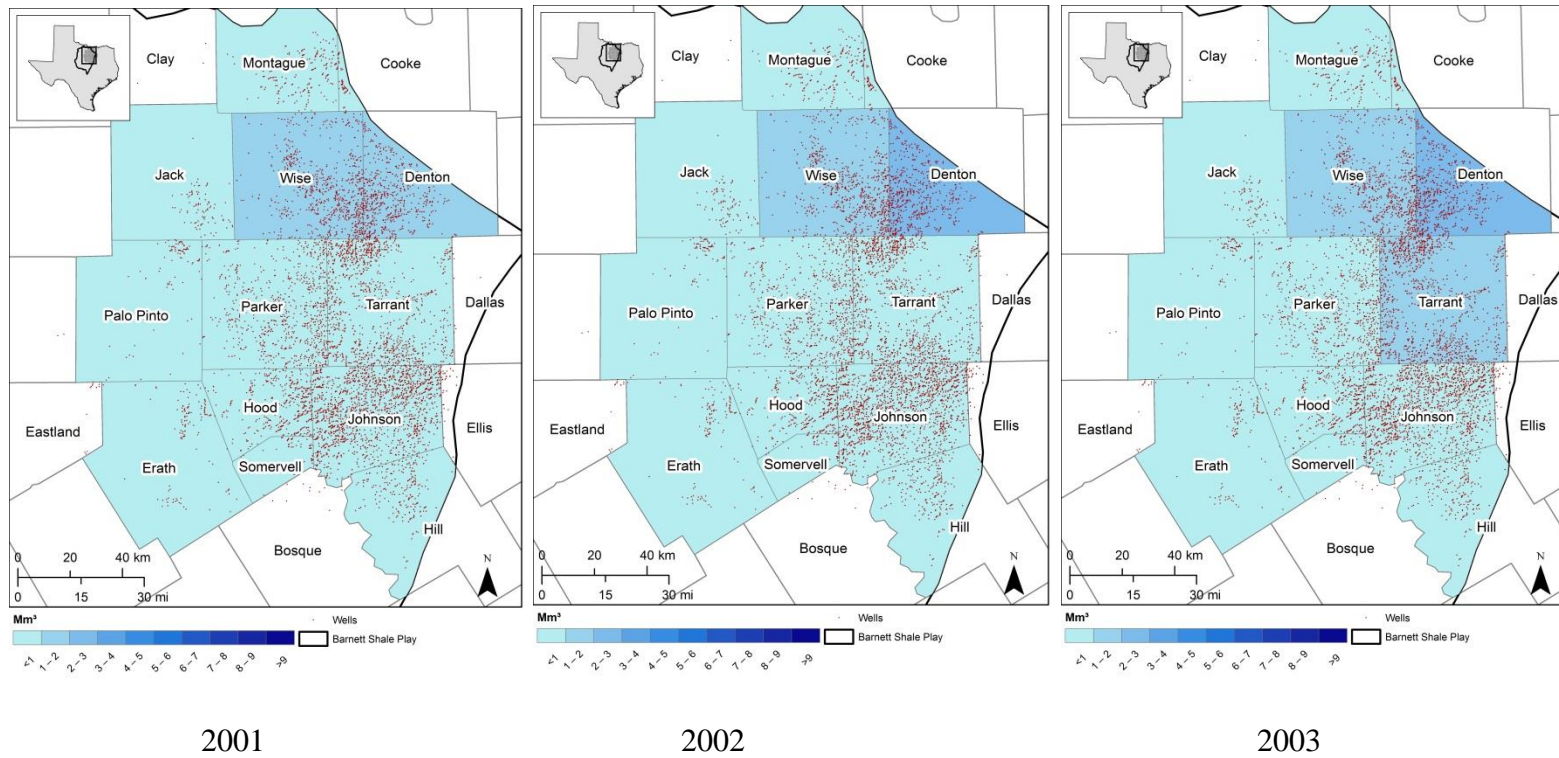 Clay
Montague
Cooke
Jack
Wise
Denton
Palo Pinto
Parker
Tarrant
Dallas
Eastland
Hood
Johnson
Ellis
Erath
Somervell
Hill
Bosque
0 20 40 km
0 15 30 mi
N
Mm³
<1 1 – 2 2 – 3 3 – 4 4 – 5 5 – 6 6 – 7 7 – 8 8 – 9 >9
Wells
Barnett Shale Play
2001
Clay
Montague
Cooke
Jack
Wise
Denton
Palo Pinto
Parker
Tarrant
Dallas
Eastland
Hood
Johnson
Ellis
Erath
Somervell
Hill
Bosque
0 20 40 km
0 15 30 mi
N
Mm³
<1 1 – 2 2 – 3 3 – 4 4 – 5 5 – 6 6 – 7 7 – 8 8 – 9 >9
Wells
Barnett Shale Play
2002
Clay
Montague
Cooke
Jack
Wise
Denton
Palo Pinto
Parker
Tarrant
Dallas
Eastland
Hood
Johnson
Ellis
Erath
Somervell
Hill
Bosque
0 20 40 km
0 15 30 mi
N
Mm³
<1 1 – 2 2 – 3 3 – 4 4 – 5 5 – 6 6 – 7 7 – 8 8 – 9 >9
Wells
Barnett Shale Play
2003